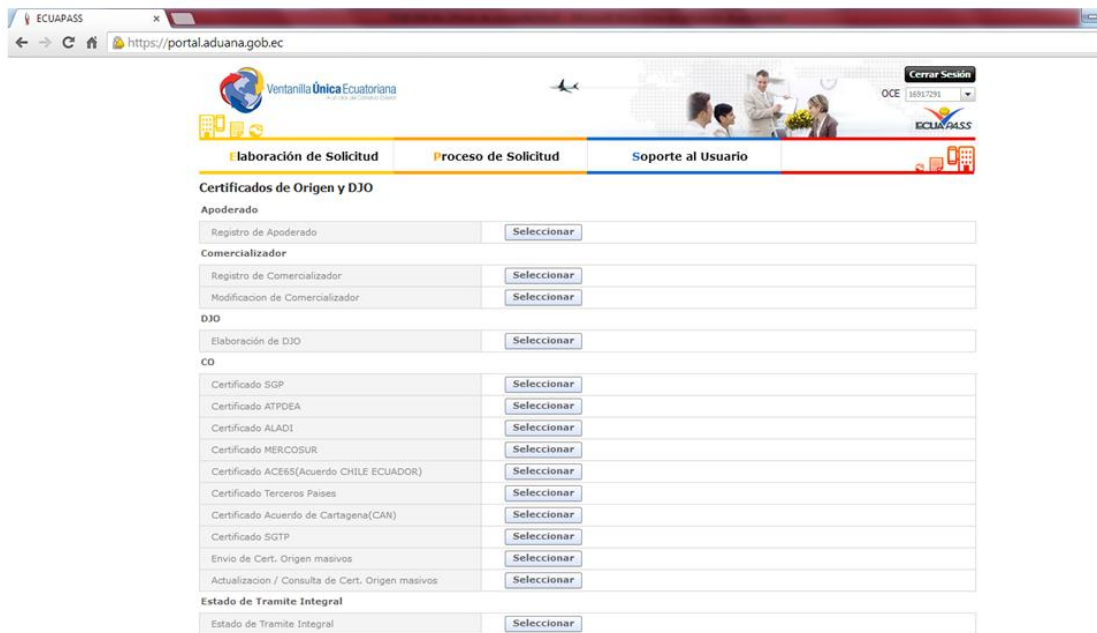 ECUAPASS
https://portal.aduana.gob.ec
Ventanilla Única Ecuatoriana
Cerrar Sesión
OCE 16917291
ECUAPASS
Elaboración de Solicitud Proceso de Solicitud Soporte al Usuario
Certificados de Origen y DJO
Apoderado
Registro de Apoderado Seleccionar
Comercializador
Registro de Comercializador Seleccionar
Modificacion de Comercializador Seleccionar
DJO
Elaboración de DJO Seleccionar
CO
Certificado SGP Seleccionar
Certificado ATPDEA Seleccionar
Certificado ALADI Seleccionar
Certificado MERCOSUR Seleccionar
Certificado ACE65(Acuerdo CHILE ECUADOR) Seleccionar
Certificado Terceros Paises Seleccionar
Certificado Acuerdo de Cartagena(CAN) Seleccionar
Certificado SGTP Seleccionar
Envio de Cert. Origen masivos Seleccionar
Actualizacion / Consulta de Cert. Origen masivos Seleccionar
Estado de Tramite Integral
Estado de Tramite Integral Seleccionar